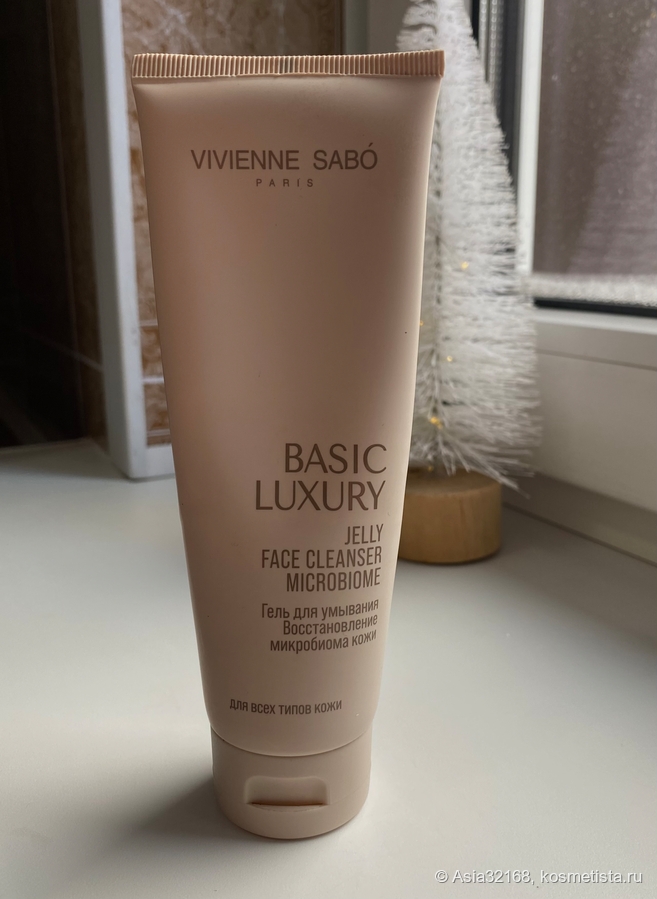 VIVIENNE SABÓ
PARIS
BASIC
LUXURY
JELLY
FACE CLEANSER
MICROBIOME
Гель для умывания
Восстановление
микробиома кожи
для всех типов кожи
© Asia32168, kosmetista.ru